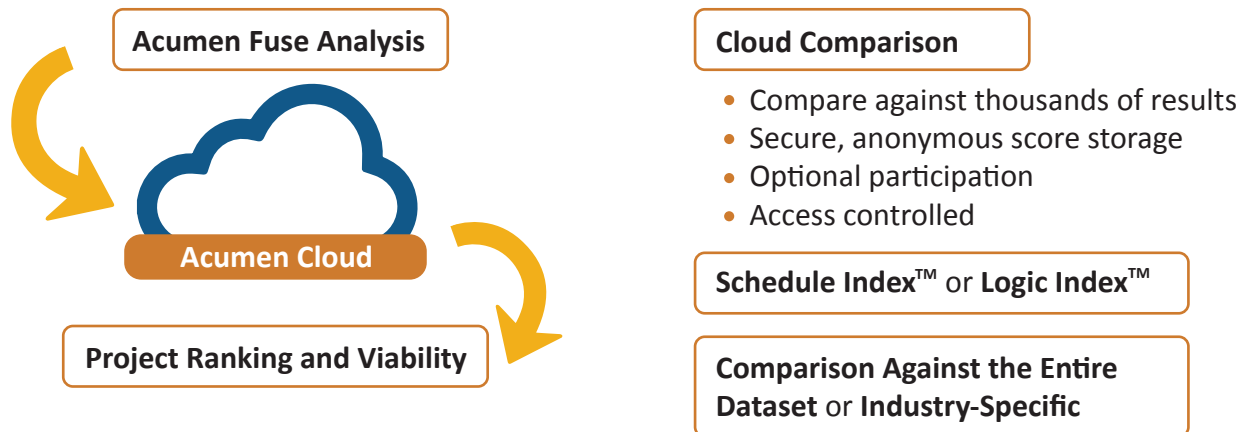 Acumen Fuse Analysis
Acumen Cloud
Project Ranking and Viability
Cloud Comparison
• Compare against thousands of results
• Secure, anonymous score storage
• Optional participation
• Access controlled
Schedule Index™ or Logic Index™
Comparison Against the Entire
Dataset or Industry-Specific